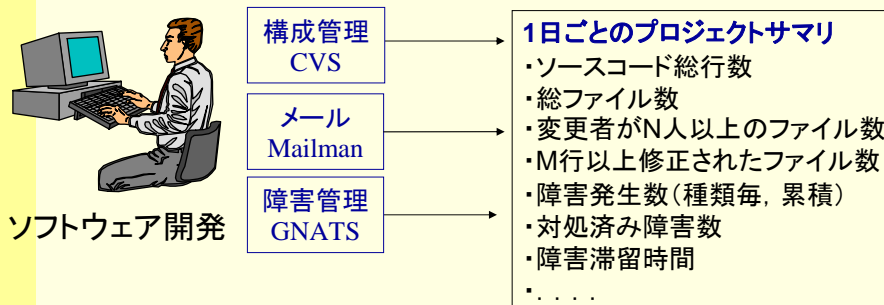 ソフトウェア開発
構成管理
CVS
メール
Mailman
障害管理
GNATS
1日ごとのプロジェクトサマリ
・ソースコード総行数
・総ファイル数
・変更者がN人以上のファイル数
・M行以上修正されたファイル数
・障害発生数(種類毎, 累積)
・対処済み障害数
・障害滞留時間
・. . . .